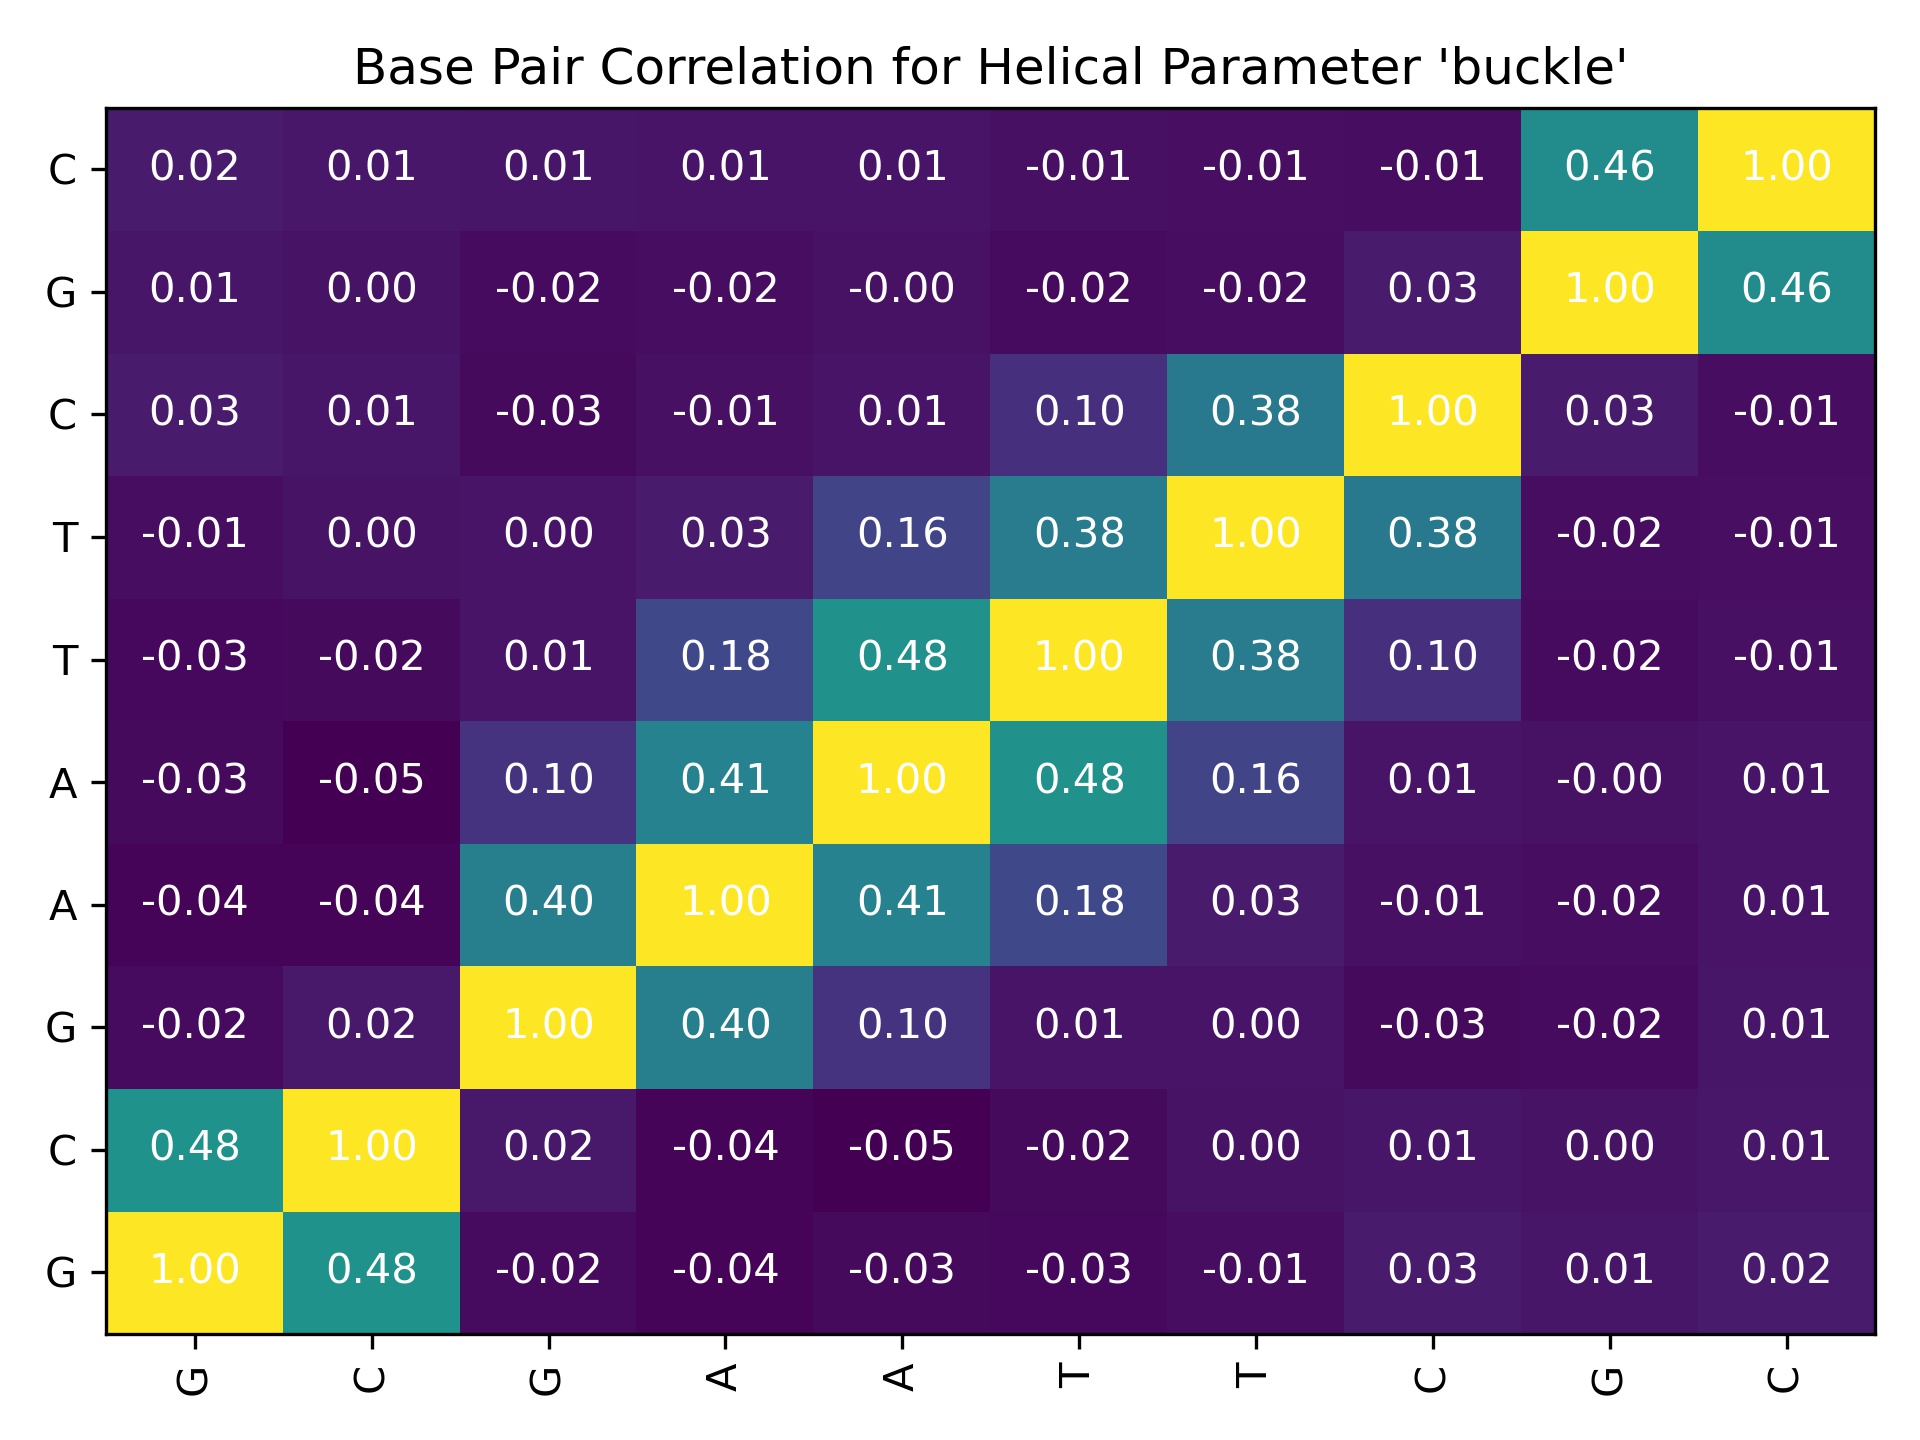 Base Pair Correlation for Helical Parameter 'buckle'
C 0.02 0.01 0.01 0.01 0.01 -0.01 -0.01 -0.01 0.46 1.00
G 0.01 0.00 -0.02 -0.02 -0.00 -0.02 -0.02 0.03 1.00 0.46
C 0.03 0.01 -0.03 -0.01 0.01 0.10 0.38 1.00 0.03 -0.01
T -0.01 0.00 0.00 0.03 0.16 0.38 1.00 0.38 -0.02 -0.01
T -0.03 -0.02 0.01 0.18 0.48 1.00 0.38 0.10 -0.02 -0.01
A -0.03 -0.05 0.10 0.41 1.00 0.48 0.16 0.01 -0.00 0.01
A -0.04 -0.04 0.40 1.00 0.41 0.18 0.03 -0.01 -0.02 0.01
G -0.02 0.02 1.00 0.40 0.10 0.01 0.00 -0.03 -0.02 0.01
C 0.48 1.00 0.02 -0.04 -0.05 -0.02 0.00 0.01 0.00 0.01
G 1.00 0.48 -0.02 -0.04 -0.03 -0.03 -0.01 0.03 0.01 0.02
G C G A A T T C G C